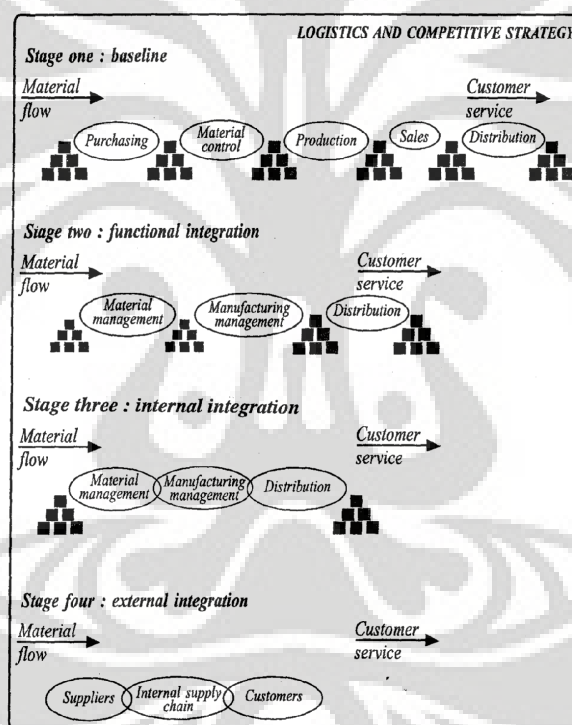 LOGISTICS AND COMPETITIVE STRATEGY
Stage one : baseline
Material
flow
Customer
service
Purchasing
Material
control
Production
Sales
Distribution
Stage two : functional integration
Material
flow
Customer
service
Material
management
Manufacturing
management
Distribution
Stage three : internal integration
Material
flow
Customer
service
Material
management
Manufacturing
management
Distribution
Stage four : external integration
Material
flow
Customer
service
Suppliers
Internal supply
chain
Customers